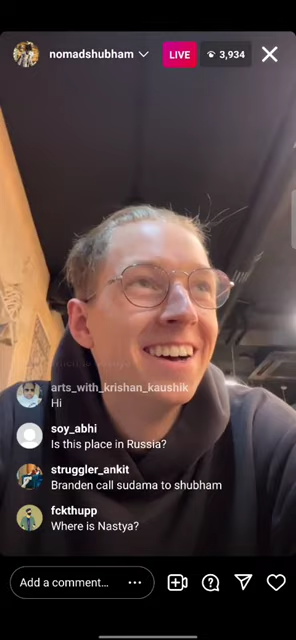 nomadshubham
LIVE
3,934
arts_with_krishan_kaushik
Hi
soy_abhi
Is this place in Russia?
struggler_ankit
Branden call sudama to shubham
fckthupp
Where is Nastya?
Add a comment...